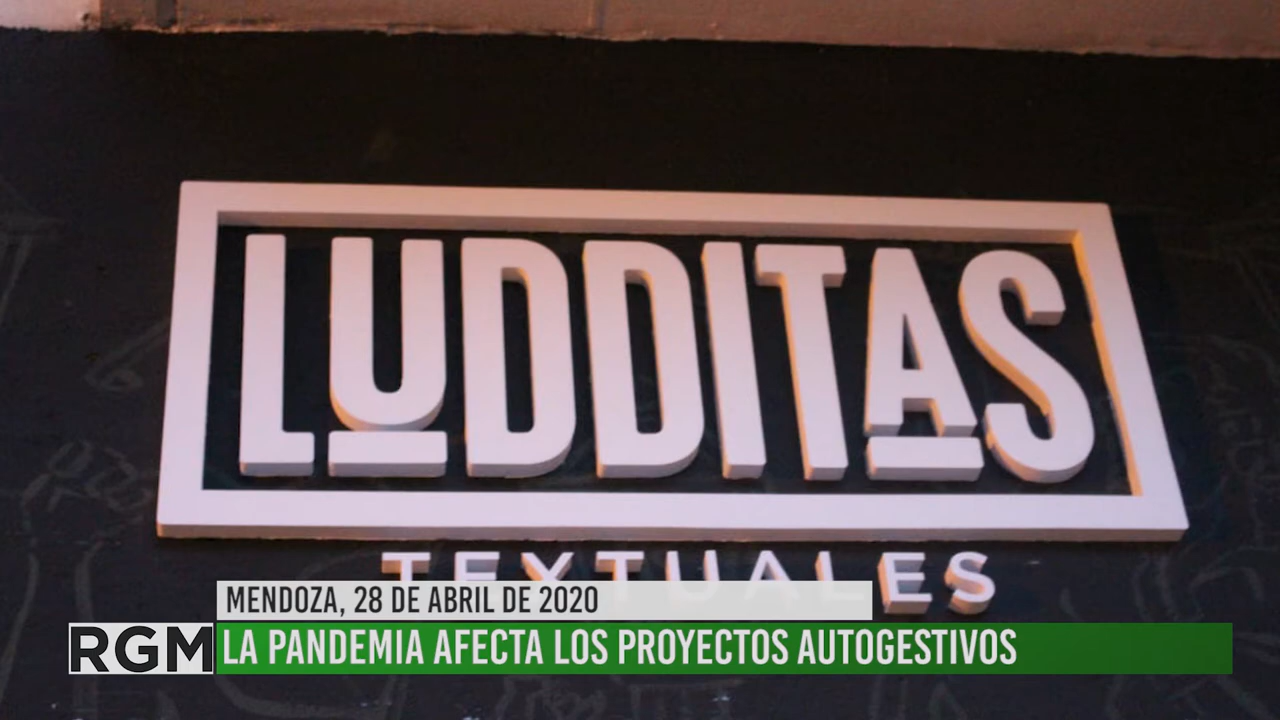 LUDDITAS
TEXTUALES
MENDOZA, 28 DE ABRIL DE 2020
RGM
LA PANDEMIA AFECTA LOS PROYECTOS AUTOGESTIVOS